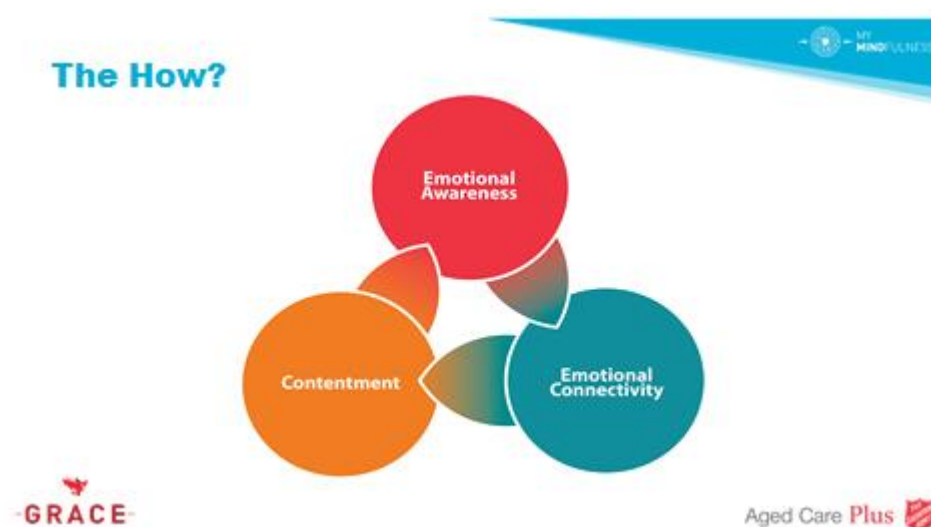 The How?
MY
MINDFULNESS
Emotional
Awareness
Contentment
Emotional
Connectivity
GRACE
Aged Care Plus